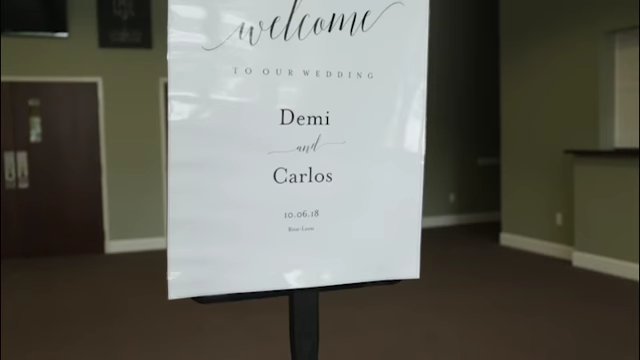 welcome
TO OUR WEDDING
Demi
and
Carlos
10.06.18